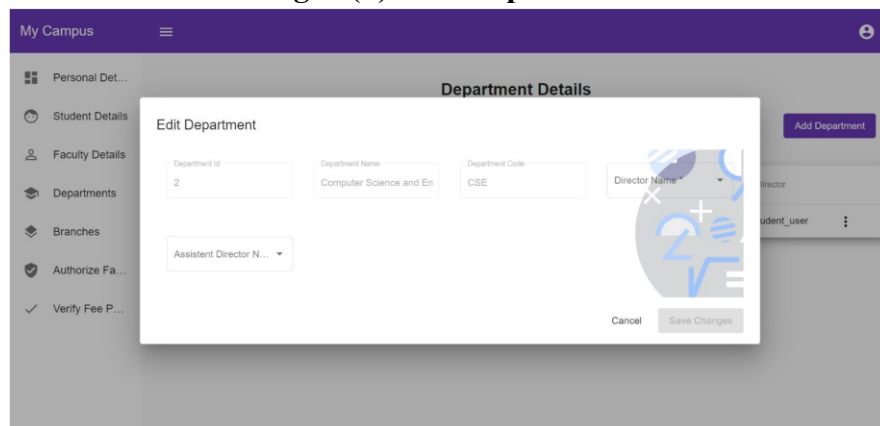 My Campus
Department Details
Personal Det...
Student Details
Faculty Details
Departments
Branches
Authorize Fa...
Verify Fee P...
Add Department
Director
udent_user
Edit Department
Department Id
2
Department Name
Computer Science and En
Department Code
CSE
Director Name *
Assistent Director N...
Cancel
Save Changes